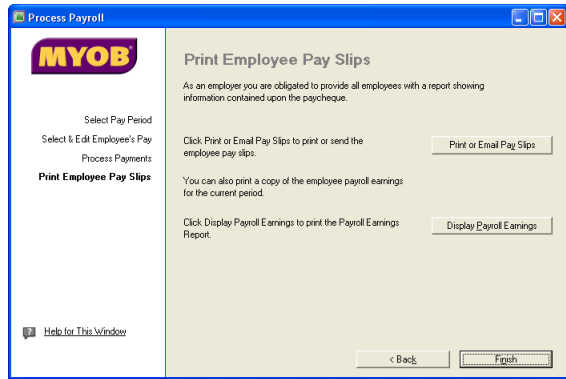 Process Payroll
MYOB
Select Pay Period
Select & Edit Employee's Pay
Process Payments
Print Employee Pay Slips
Help for This Window
Print Employee Pay Slips
As an employer you are obligated to provide all employees with a report showing
information contained upon the paycheque.
Click Print or Email Pay Slips to print or send the
employee pay slips.
Print or Email Pay Slips
You can also print a copy of the employee payroll earnings
for the current period.
Click Display Payroll Earnings to print the Payroll Earnings
Report.
Display Payroll Earnings
< Back
Finish